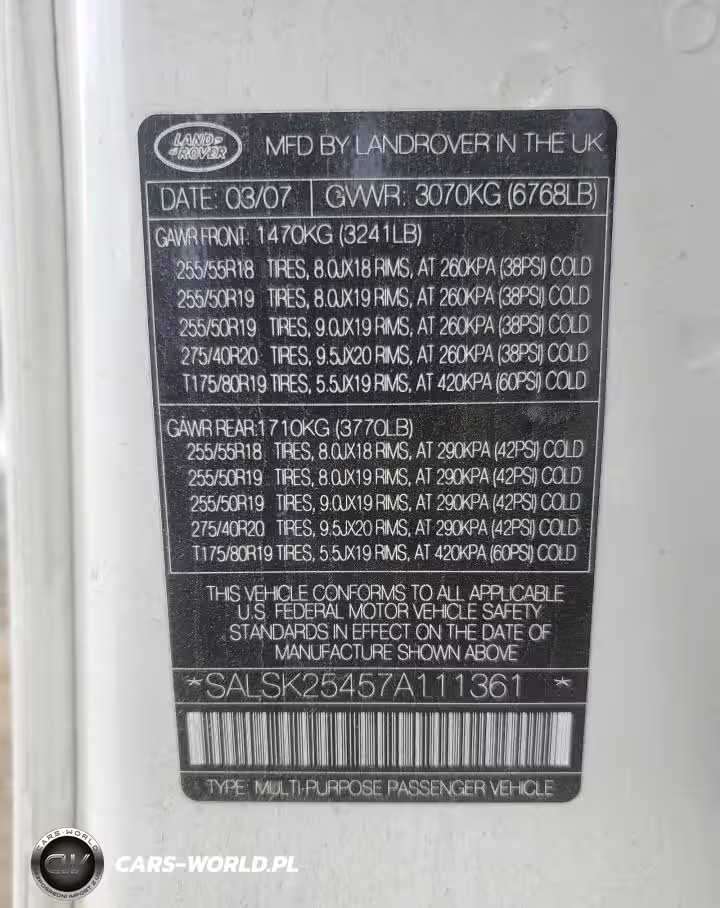 LAND-
-ROVER
MFD BY LANDROVER IN THE UK
DATE: 03/07 GVWR: 3070KG (6768LB)
GAWR FRONT: 1470KG (3241LB)
255/55R18 TIRES, 8.0JX18 RIMS, AT 260KPA (38PSI) COLD
255/50R19 TIRES, 8.0JX19 RIMS, AT 260KPA (38PSI) COLD
255/50R19 TIRES, 9.0JX19 RIMS, AT 260KPA (38PSI) COLD
275/40R20 TIRES, 9.5JX20 RIMS, AT 260KPA (38PSI) COLD
T175/80R19 TIRES, 5.5JX19 RIMS, AT 420KPA (60PSI) COLD
GAWR REAR:1710KG (3770LB)
255/55R18 TIRES, 8.0JX18 RIMS, AT 290KPA (42PSI) COLD
255/50R19 TIRES, 8.0JX19 RIMS, AT 290KPA (42PSI) COLD
255/50R19 TIRES, 9.0JX19 RIMS, AT 290KPA (42PSI) COLD
275/40R20 TIRES, 9.5JX20 RIMS, AT 290KPA (42PSI) COLD
T175/80R19 TIRES, 5.5JX19 RIMS, AT 420KPA (60PSI) COLD
THIS VEHICLE CONFORMS TO ALL APPLICABLE
U.S. FEDERAL MOTOR VEHICLE SAFETY
STANDARDS IN EFFECT ON THE DATE OF
MANUFACTURE SHOWN ABOVE
*SALSK25457A111361 *
TYPE: MULTI-PURPOSE PASSENGER VEHICLE
CARS-WORLD
CW
CARS-WORLD.PL